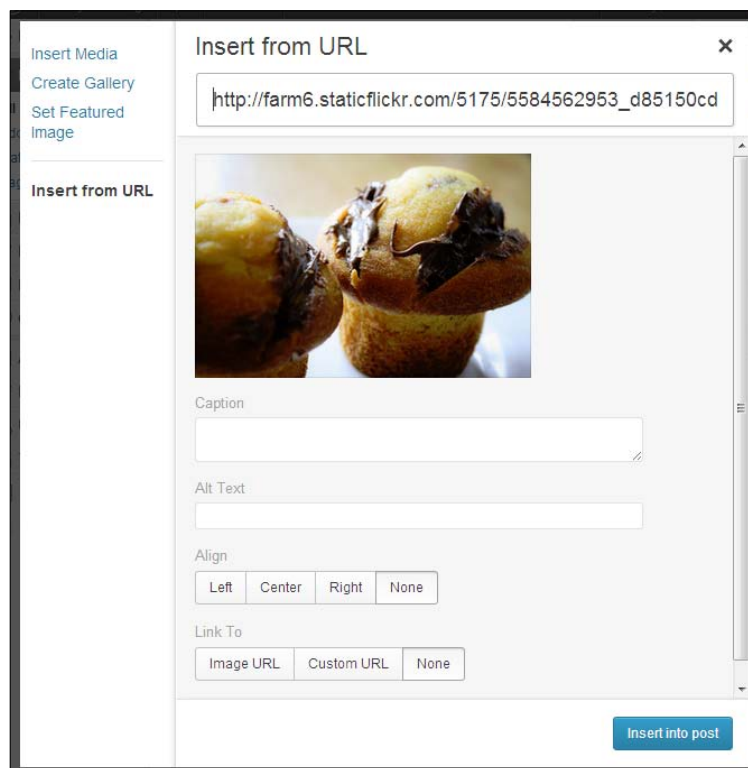 Insert Media
Create Gallery
Set Featured
Image
Insert from URL
Insert from URL
http://farm6.staticflickr.com/5175/5584562953_d85150cd
Caption
Alt Text
Align
Left Center Right None
Link To
Image URL Custom URL None
Insert into post